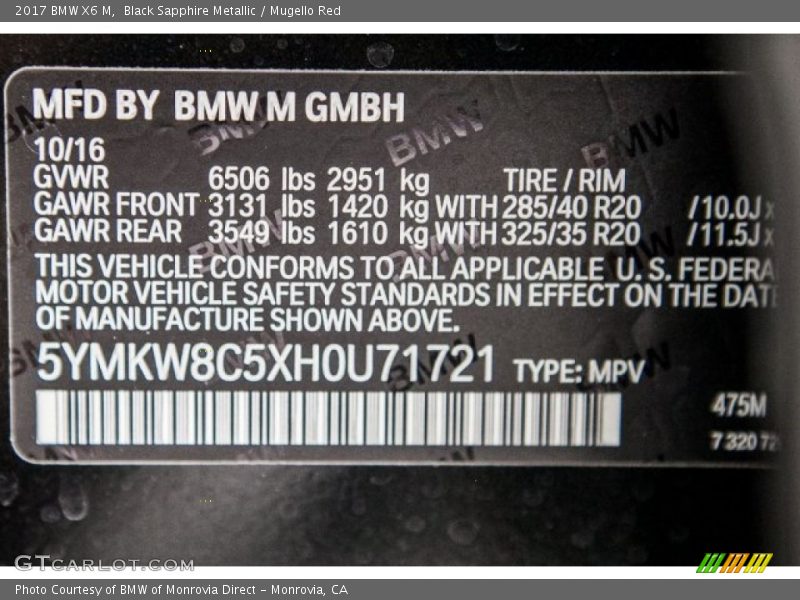 2017 BMW X6 M,  Black Sapphire Metallic / Mugello Red
MFD BY BMW M GMBH
10/16
GVWR 6506 lbs 2951 kg TIRE / RIM
GAWR FRONT 3131 lbs 1420 kg WITH 285/40 R20 /10.0J x
GAWR REAR 3549 lbs 1610 kg WITH 325/35 R20 /11.5J x
THIS VEHICLE CONFORMS TO ALL APPLICABLE U.S. FEDERA
MOTOR VEHICLE SAFETY STANDARDS IN EFFECT ON THE DATE
OF MANUFACTURE SHOWN ABOVE.
5YMKW8C5XH0U71721 TYPE: MPV
475M
7 320 72
GTCARLOT.COM
Photo Courtesy of BMW of Monrovia Direct - Monrovia, CA